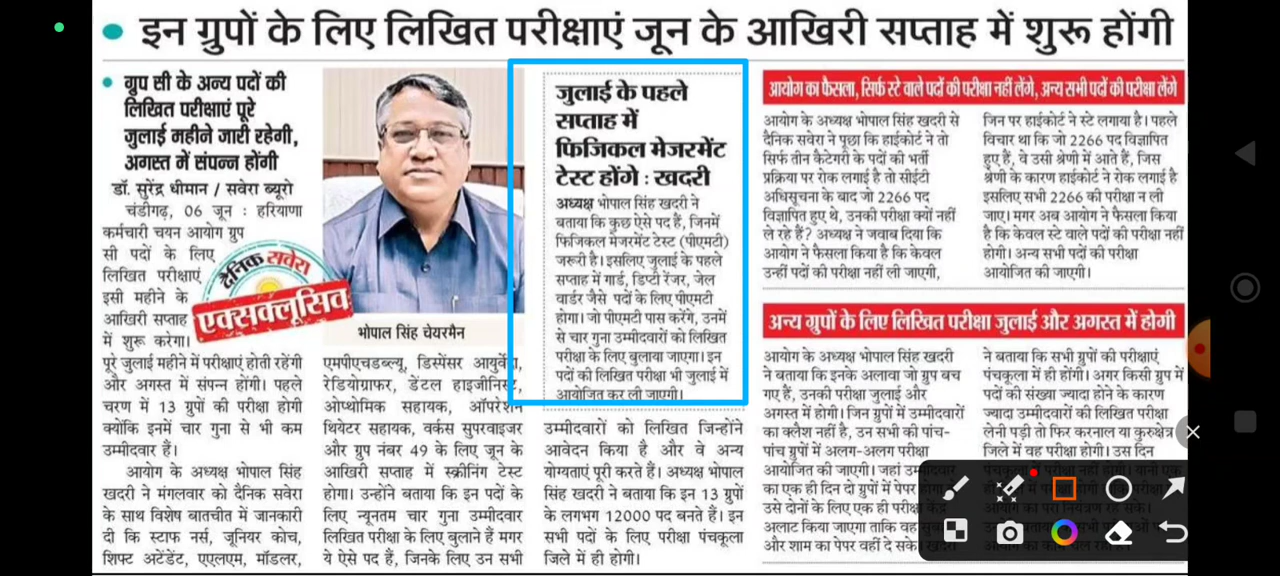 इन ग्रुपों के लिए लिखित परीक्षाएं जून के आखिरी सप्ताह में शुरू होंगी
ग्रुप सी के अन्य पदों की
लिखित परीक्षाएं पूरे
जुलाई महीने जारी रहेगी,
अगस्त में संपन्न होंगी
डॉ. सुरेंद्र धीमान / सवेरा ब्यूरो
चंडीगढ़, 06 जून : हरियाणा
कर्मचारी चयन आयोग ग्रुप
सी पदों के लिए
लिखित परीक्षाएं
इसी महीने के
आखिरी सप्ताह
में शुरू करेगा।
पूरे जुलाई महीने में परीक्षाएं होती रहेंगी
और अगस्त में संपन्न होंगी। पहले
चरण में 13 ग्रुपों की परीक्षा होगी
क्योंकि इनमें चार गुना से भी कम
उम्मीदवार हैं।
आयोग के अध्यक्ष भोपाल सिंह
खदरी ने मंगलवार को दैनिक सवेरा
के साथ विशेष बातचीत में जानकारी
दी कि स्टाफ नर्स, जूनियर कोच,
शिफ्ट अटेंडेंट, एएलएम, मॉडलर,
दैनिक सवेरा
एक्सक्लूसिव
भोपाल सिंह चेयरमैन
एमपीएचडब्ल्यू, डिस्पेंसर आयुर्वेदा,
रेडियोग्राफर, डेंटल हाइजीनिस्ट,
ओप्थोमिक सहायक, ऑपरेशन
थियेटर सहायक, वर्कस सुपरवाइजर
और ग्रुप नंबर 49 के लिए जून के
आखिरी सप्ताह में स्क्रीनिंग टेस्ट
होगा। उन्होंने बताया कि इन पदों के
लिए न्यूनतम चार गुना उम्मीदवार
लिखित परीक्षा के लिए बुलाने हैं मगर
ये ऐसे पद हैं, जिनके लिए उन सभी
जुलाई के पहले
सप्ताह में
फिजिकल मेजरमेंट
टेस्ट होंगे : खदरी
अध्यक्ष भोपाल सिंह खदरी ने
बताया कि कुछ ऐसे पद हैं, जिनमें
फिजिकल मेजरमेंट टेस्ट (पीएमटी)
जरूरी है। इसलिए जुलाई के पहले
सप्ताह में गार्ड, डिप्टी रेंजर, जेल
वार्डर जैसे पदों के लिए पीएमटी
होगा। जो पीएमटी पास करेंगे, उनमें
से चार गुना उम्मीदवारों को लिखित
परीक्षा के लिए बुलाया जाएगा। इन
पदों की लिखित परीक्षा भी जुलाई में
आयोजित कर ली जाएगी।
उम्मीदवारों को लिखित जिन्होंने
आवेदन किया है और वे अन्य
योग्यताएं पूरी करते हैं। अध्यक्ष भोपाल
सिंह खदरी ने बताया कि इन 13 ग्रुपों
के लगभग 12000 पद बनते हैं। इन
सभी पदों के लिए परीक्षा पंचकूला
जिले में ही होगी।
आयोग का फैसला, सिर्फ स्टे वाले पदों की परीक्षा नहीं लेंगे, अन्य सभी पदों की परीक्षा लेंगे
आयोग के अध्यक्ष भोपाल सिंह खदरी से
दैनिक सवेरा ने पूछा कि हाईकोर्ट ने तो
सिर्फ तीन कैटेगरी के पदों की भर्ती
प्रक्रिया पर रोक लगाई है तो सीईटी
अधिसूचना के बाद जो 2266 पद
विज्ञापित हुए थे, उनकी परीक्षा क्यों नहीं
ले रहे हैं? अध्यक्ष ने जवाब दिया कि
आयोग ने फैसला किया है कि केवल
उन्हीं पदों की परीक्षा नहीं ली जाएगी,
जिन पर हाईकोर्ट ने स्टे लगाया है। पहले
विचार था कि जो 2266 पद विज्ञापित
हुए हैं, वे उसी श्रेणी में आते हैं, जिस
श्रेणी के कारण हाईकोर्ट ने रोक लगाई है
इसलिए सभी 2266 की परीक्षा न ली
जाए। मगर अब आयोग ने फैसला किया
है कि केवल स्टे वाले पदों की परीक्षा नहीं
होगी। अन्य सभी पदों की परीक्षा
आयोजित की जाएगी।
अन्य ग्रुपों के लिए लिखित परीक्षा जुलाई और अगस्त में होगी
आयोग के अध्यक्ष भोपाल सिंह खदरी
ने बताया कि इनके अलावा जो ग्रुप बच
गए हैं, उनकी परीक्षा जुलाई और
अगस्त में होगी। जिन ग्रुपों में उम्मीदवारों
का क्लैश नहीं है, उन सभी की पांच-
पांच ग्रुपों में अलग-अलग परीक्षा
आयोजित की जाएगी। जहां उम्मीदवार
का एक ही दिन दो ग्रुपों में पेपर होगा
उसे दोनों के लिए एक ही परीक्षा केंद्र
अलाट किया जाएगा ताकि वह सुबह
और शाम का पेपर वहीं दे सके। खदरी
ने बताया कि सभी ग्रुपों की परीक्षाएं
पंचकूला में ही होंगी। अगर किसी ग्रुप में
पदों की संख्या ज्यादा होने के कारण
ज्यादा उम्मीदवारों की लिखित परीक्षा
लेनी पड़ी तो फिर करनाल या कुरुक्षेत्र
जिले में वह परीक्षा होगी। उस दिन
पंचकूला में परीक्षा नहीं होगी। यानी एक